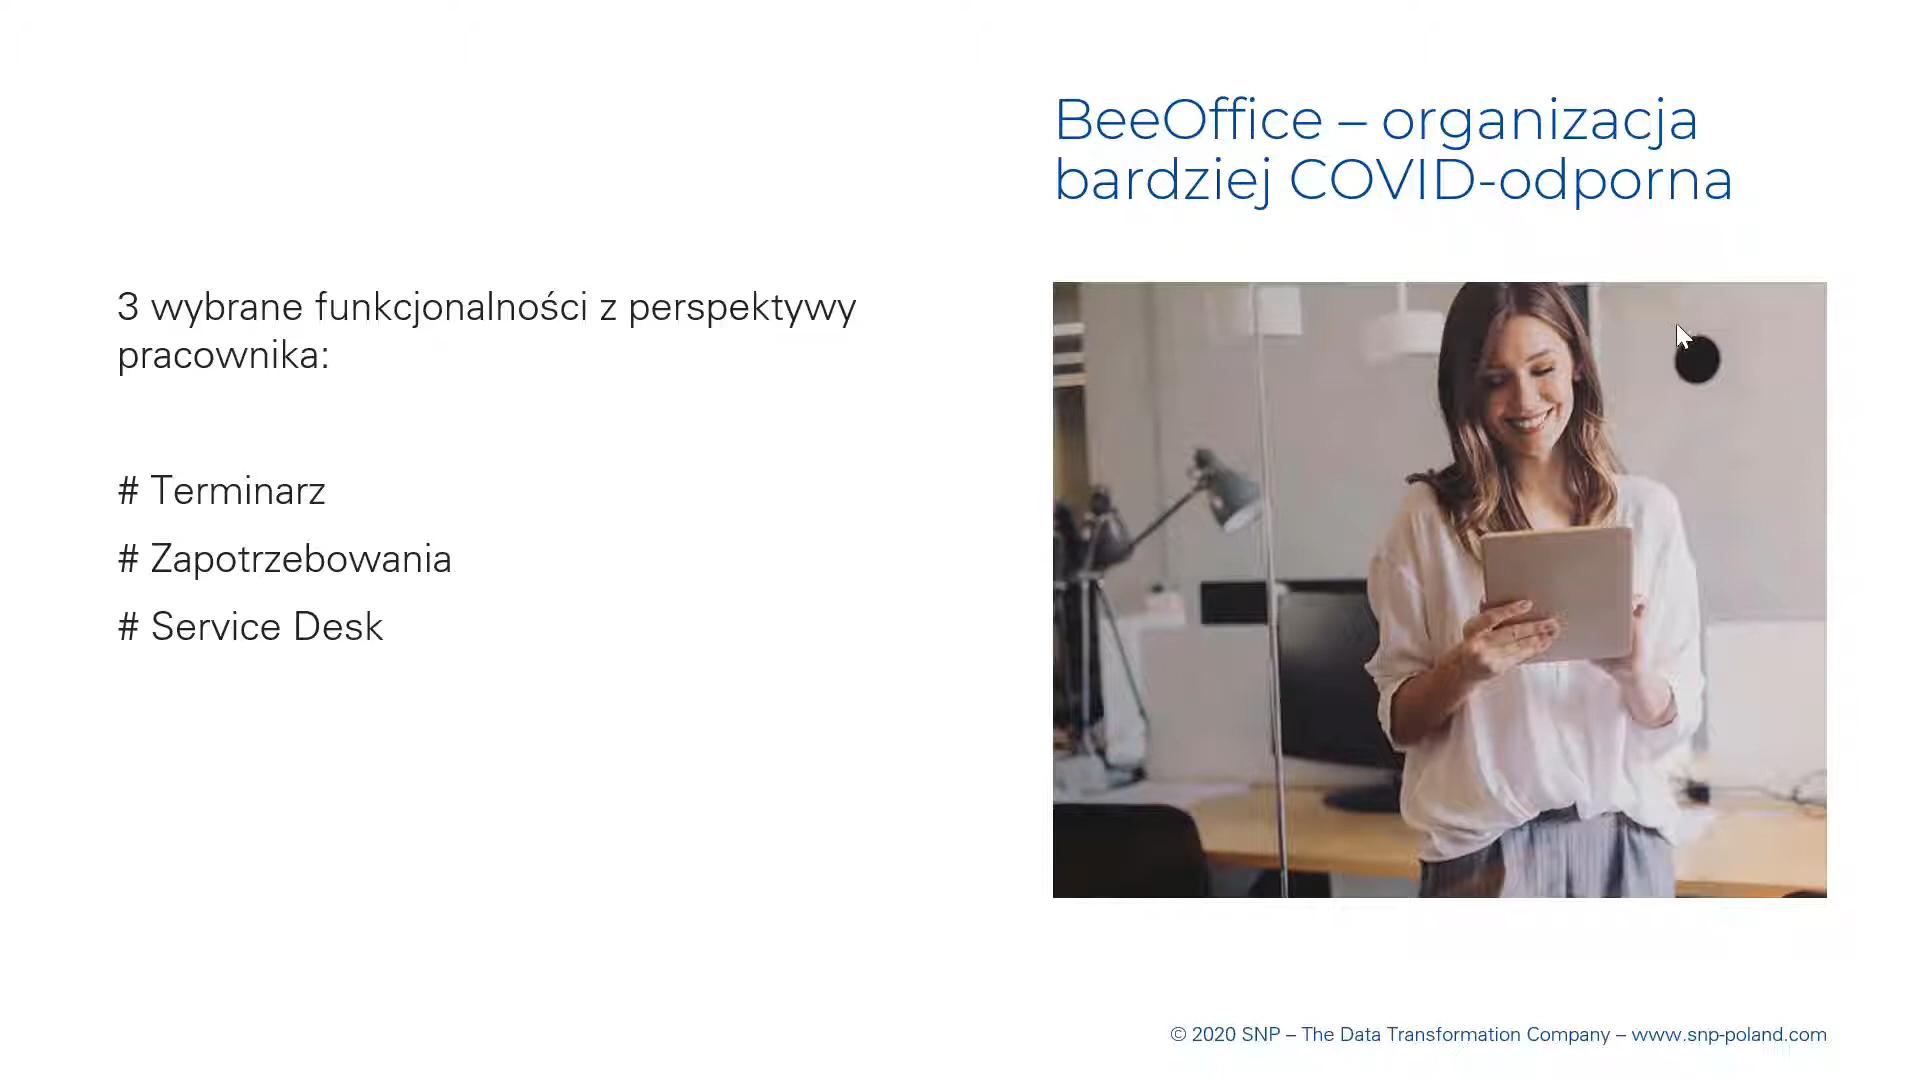 BeeOffice – organizacja
bardziej COVID-odporna
3 wybrane funkcjonalności z perspektywy
pracownika:
# Terminarz
# Zapotrzebowania
# Service Desk
© 2020 SNP – The Data Transformation Company – www.snp-poland.com